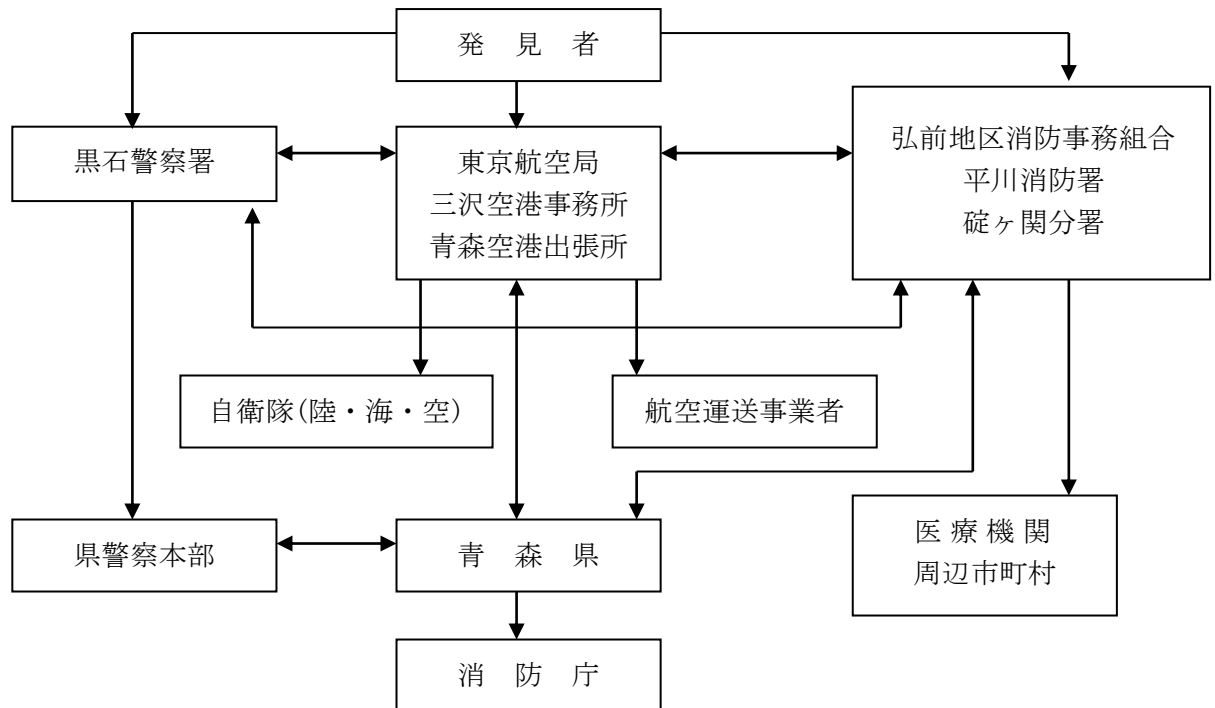 発 見 者
黒石警察署
東京航空局
三沢空港事務所
青森空港出張所
弘前地区消防事務組合
平川消防署
碇ヶ関分署
自衛隊(陸・海・空)
航空運送事業者
県警察本部
青 森 県
医 療 機 関
周辺市町村
消 防 庁